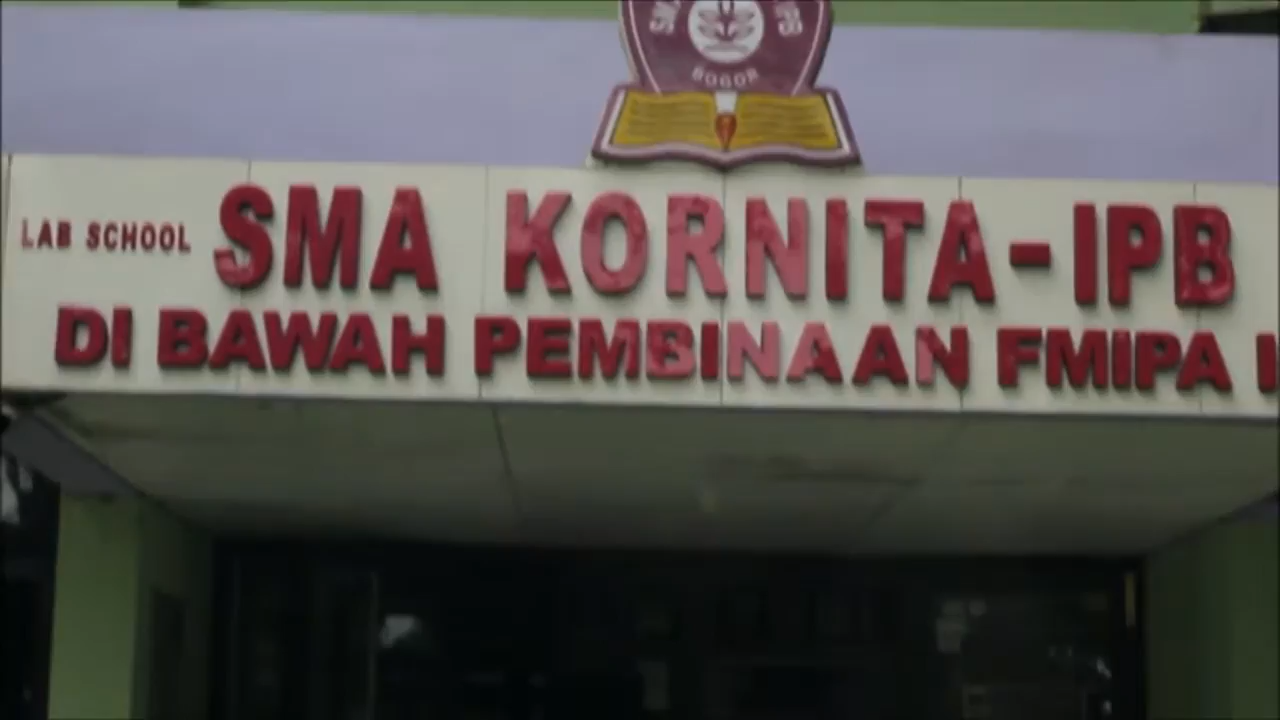 BOGOR
LAB SCHOOL SMA KORNITA-IPB
DI BAWAH PEMBINAAN FMIPA